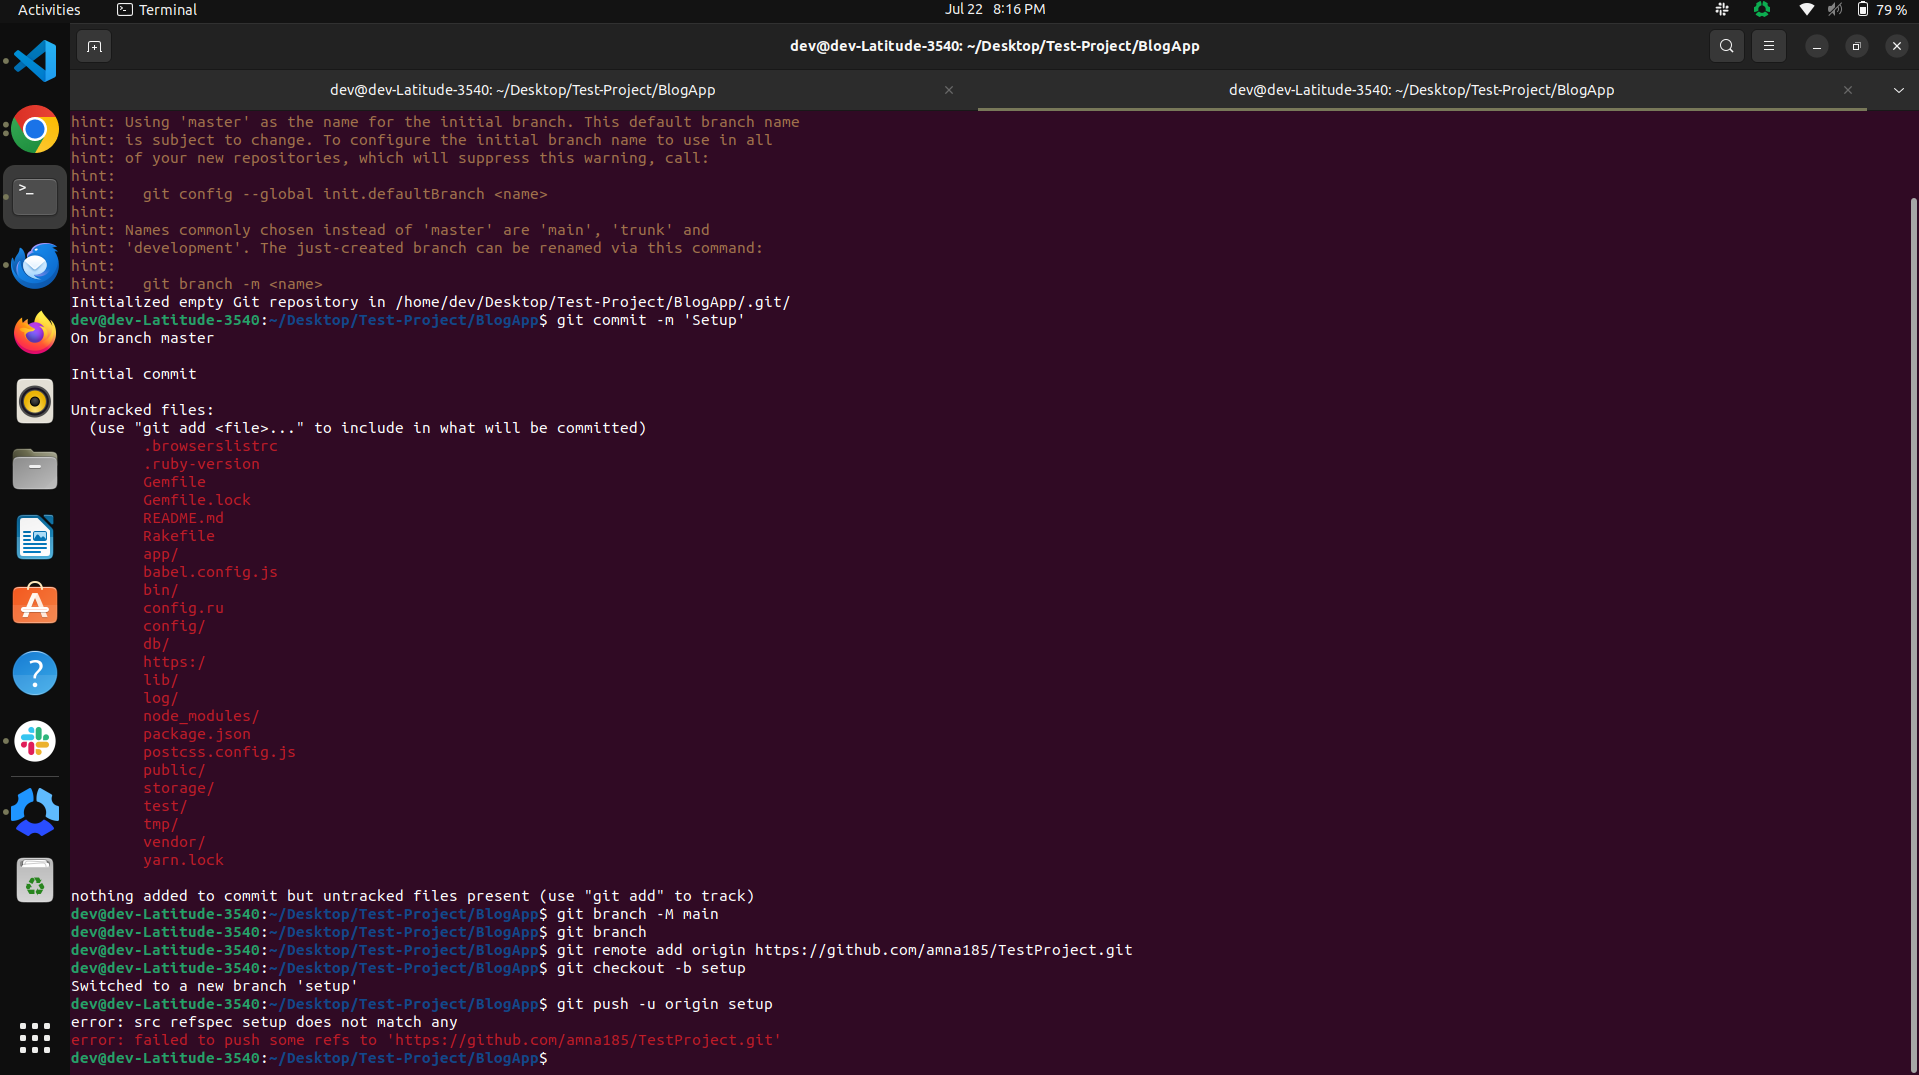 Activities
Terminal
Jul 22 8:16 PM
79 %
dev@dev-Latitude-3540: ~/Desktop/Test-Project/BlogApp
dev@dev-Latitude-3540: ~/Desktop/Test-Project/BlogApp
dev@dev-Latitude-3540: ~/Desktop/Test-Project/BlogApp
hint: Using 'master' as the name for the initial branch. This default branch name
hint: is subject to change. To configure the initial branch name to use in all
hint: of your new repositories, which will suppress this warning, call:
hint:
hint:   git config --global init.defaultBranch <name>
hint:
hint: Names commonly chosen instead of 'master' are 'main', 'trunk' and
hint: 'development'. The just-created branch can be renamed via this command:
hint:
hint:   git branch -m <name>
Initialized empty Git repository in /home/dev/Desktop/Test-Project/BlogApp/.git/
dev@dev-Latitude-3540:~/Desktop/Test-Project/BlogApp$ git commit -m 'Setup'
On branch master
Initial commit
Untracked files:
  (use "git add <file>..." to include in what will be committed)
        .browserslistrc
        .ruby-version
        Gemfile
        Gemfile.lock
        README.md
        Rakefile
        app/
        babel.config.js
        bin/
        config.ru
        config/
        db/
        https:/
        lib/
        log/
        node_modules/
        package.json
        postcss.config.js
        public/
        storage/
        test/
        tmp/
        vendor/
        yarn.lock
nothing added to commit but untracked files present (use "git add" to track)
dev@dev-Latitude-3540:~/Desktop/Test-Project/BlogApp$ git branch -M main
dev@dev-Latitude-3540:~/Desktop/Test-Project/BlogApp$ git branch
dev@dev-Latitude-3540:~/Desktop/Test-Project/BlogApp$ git remote add origin https://github.com/amna185/TestProject.git
dev@dev-Latitude-3540:~/Desktop/Test-Project/BlogApp$ git checkout -b setup
Switched to a new branch 'setup'
dev@dev-Latitude-3540:~/Desktop/Test-Project/BlogApp$ git push -u origin setup
error: src refspec setup does not match any
error: failed to push some refs to 'https://github.com/amna185/TestProject.git'
dev@dev-Latitude-3540:~/Desktop/Test-Project/BlogApp$